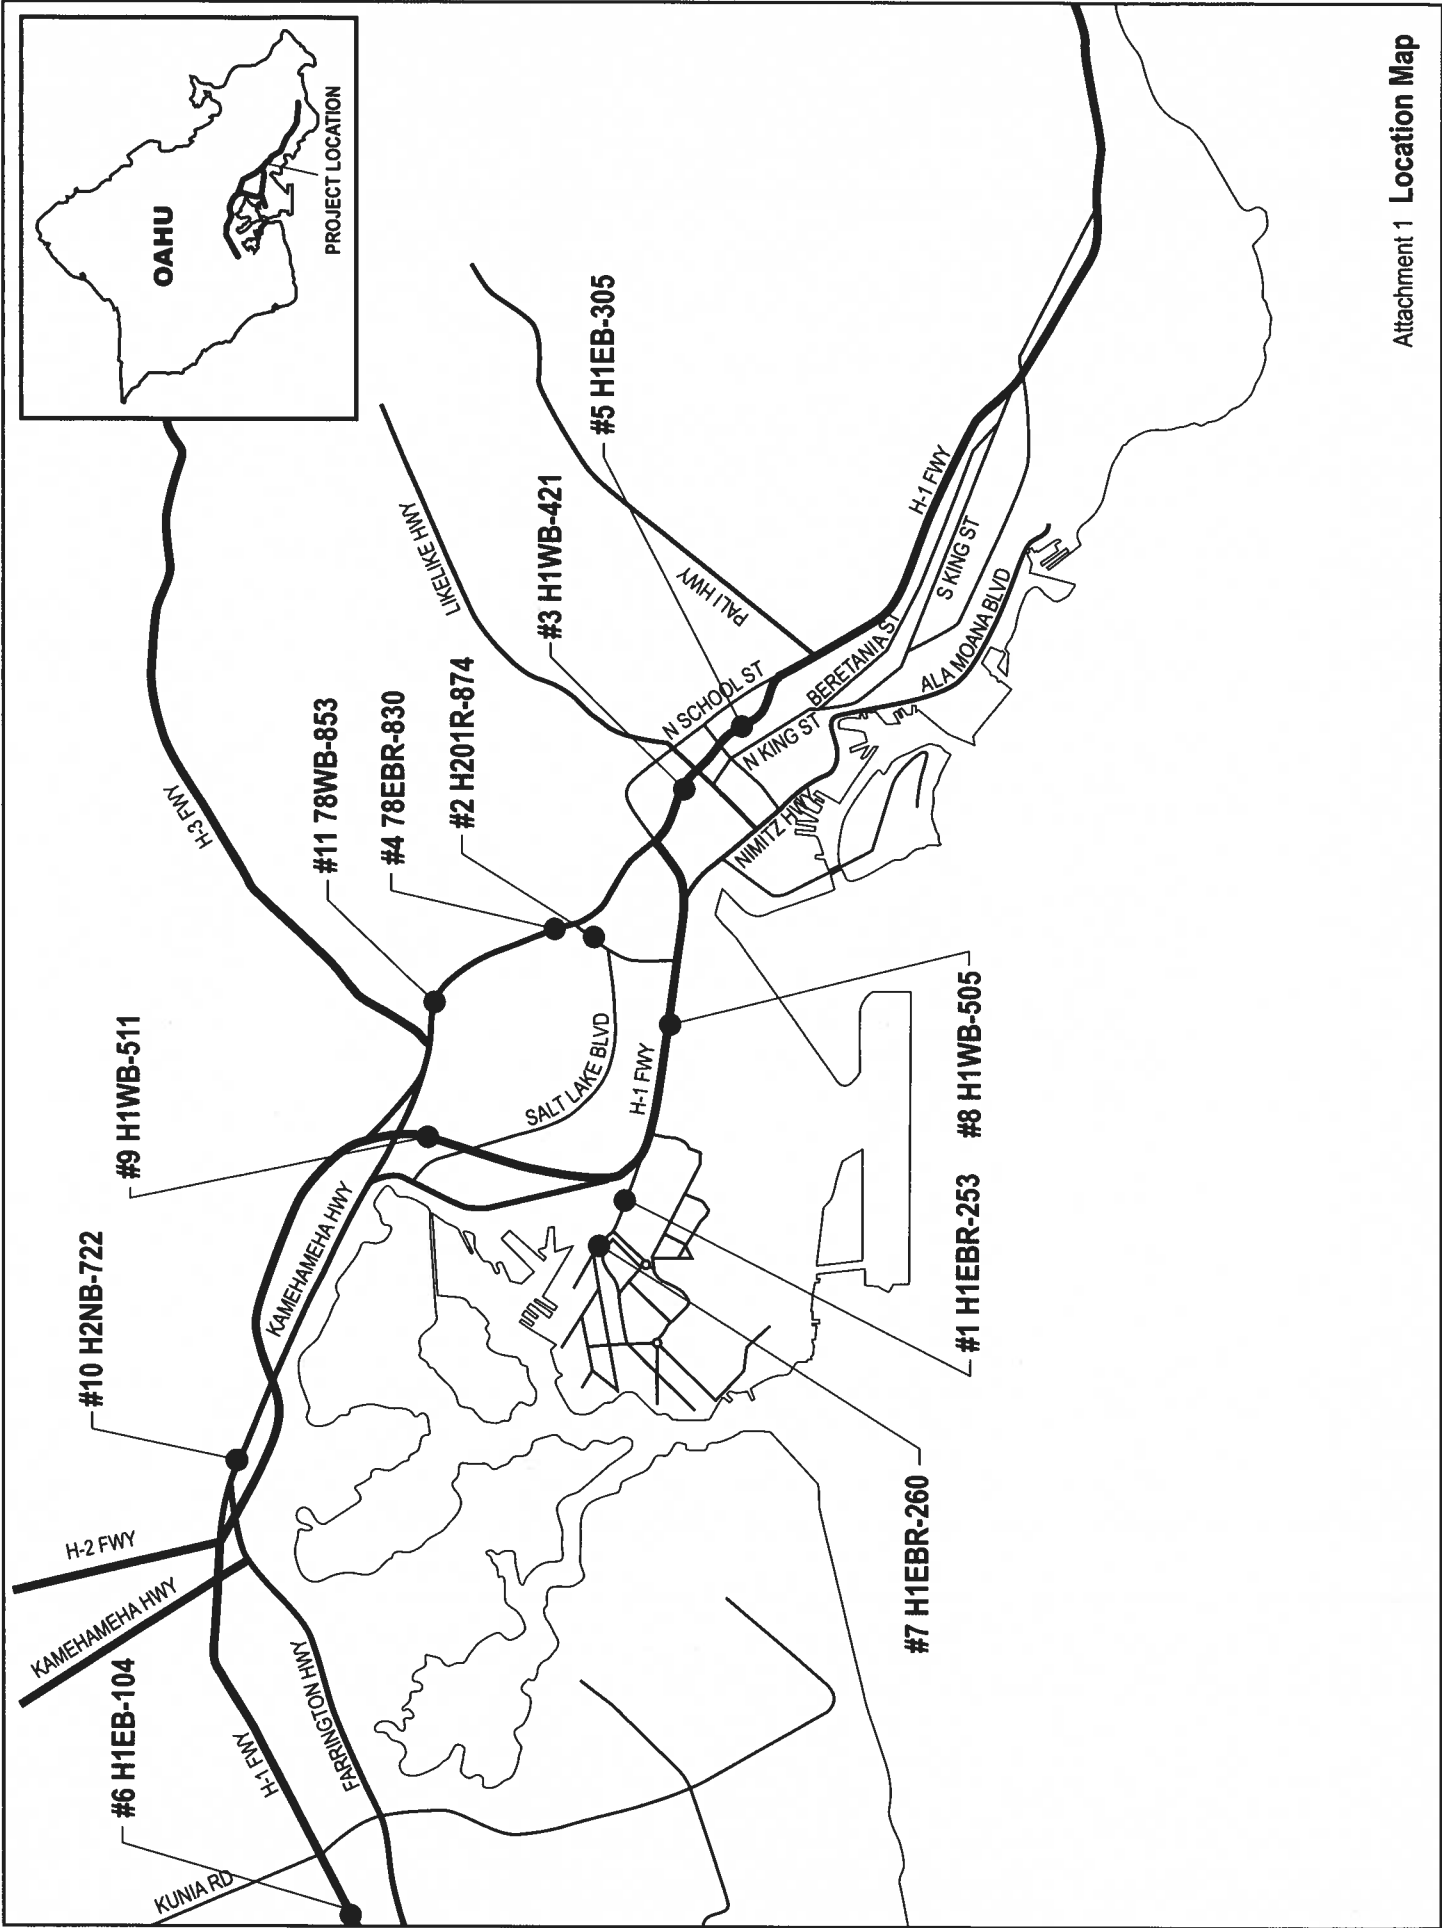 OAHU
PROJECT LOCATION
#6 H1EB-104
#10 H2NB-722
#9 H1WB-511
#11 78WB-853
#4 78EBR-830
#2 H201R-874
#3 H1WB-421
#5 H1EB-305
#7 H1EBR-260
#1 H1EBR-253
#8 H1WB-505
KUNIA RD
H-1 FWY
FARRINGTON HWY
KAMEHAMEHA HWY
H-2 FWY
KAMEHAMEHA HWY
H-3 FWY
SALT LAKE BLVD
H-1 FWY
LIKELIKE HWY
PALI HWY
N SCHOOL ST
N KING ST
NIMITZ HWY
BERETANIA ST
ALA MOANA BLVD
S KING ST
H-1 FWY
Attachment 1 Location Map